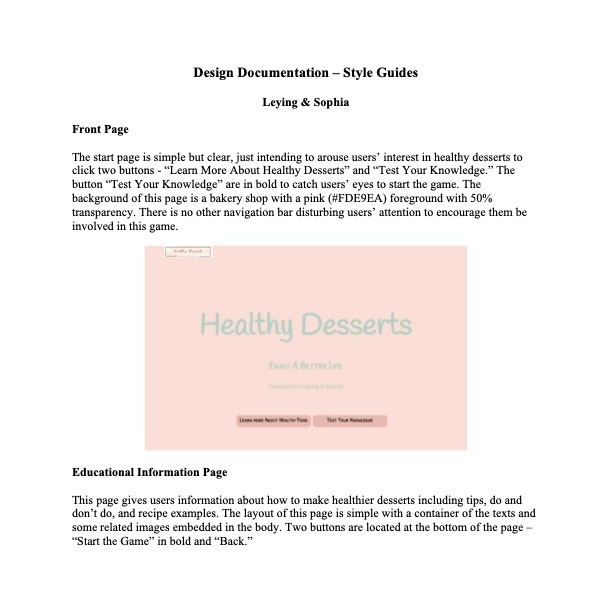 Design Documentation – Style Guides
Leying & Sophia
Front Page
The start page is simple but clear, just intending to arouse users’ interest in healthy desserts to
click two buttons - “Learn More About Healthy Desserts” and “Test Your Knowledge.” The
button “Test Your Knowledge” are in bold to catch users’ eyes to start the game. The
background of this page is a bakery shop with a pink (#FDE9EA) foreground with 50%
transparency. There is no other navigation bar disturbing users’ attention to encourage them be
involved in this game.
Healthy Desserts
Enjoy A Better Life
Designed by Leying & Sophia
Learn more About Healthy Food Test Your Knowledge
Educational Information Page
This page gives users information about how to make healthier desserts including tips, do and
don’t do, and recipe examples. The layout of this page is simple with a container of the texts and
some related images embedded in the body. Two buttons are located at the bottom of the page –
“Start the Game” in bold and “Back.”